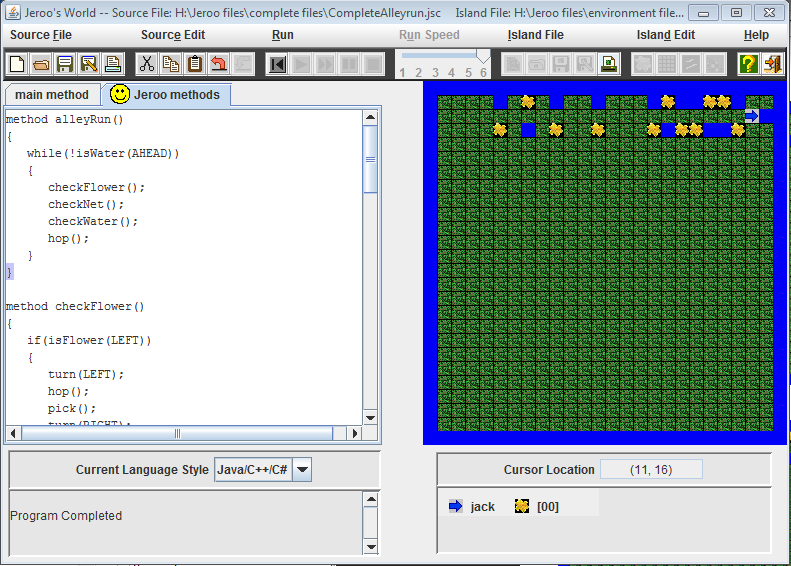 Jeroo's World -- Source File: H:\Jeroo files\complete files\CompleteAlleyrun.jsc Island File: H:\Jeroo files\environment file...
Source File Source Edit Run Run Speed Island File Island Edit Help
1 2 3 4 5 6
main method Jeroo methods
method alleyRun()
{
while(!isWater(AHEAD))
{
checkFlower();
checkNet();
checkWater();
hop();
}
}
method checkFlower()
{
if(isFlower(LEFT))
{
turn(LEFT);
hop();
pick();
turn(RIGHT);
Current Language Style Java/C++/C#
Cursor Location (11, 16)
Program Completed
jack [00]